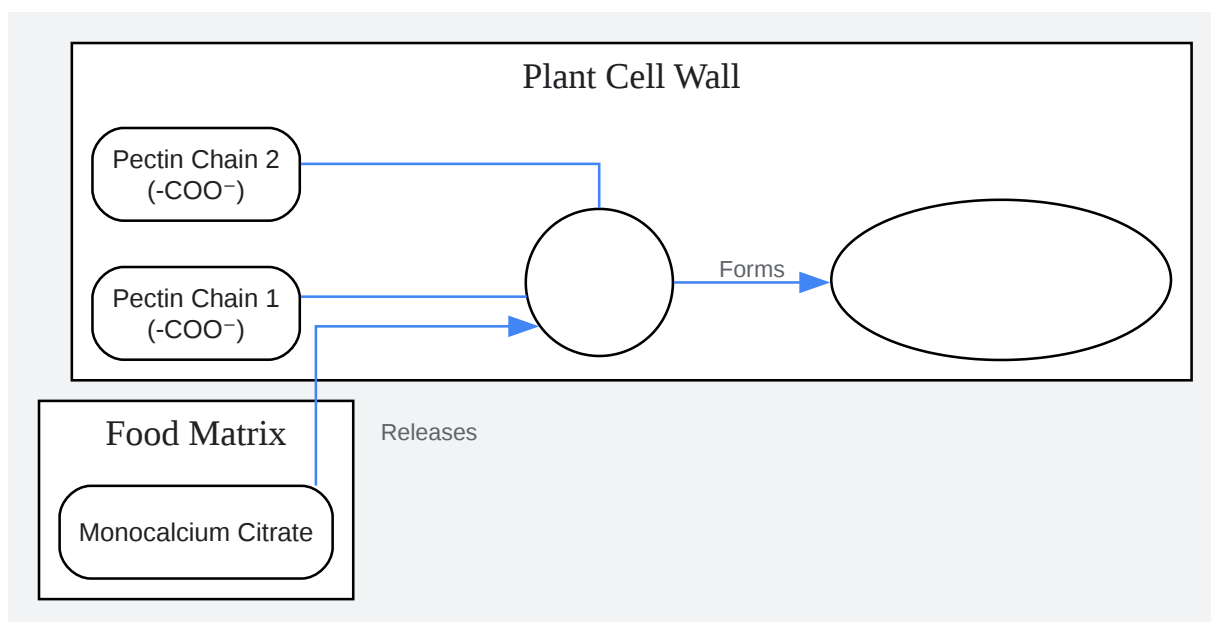 Plant Cell Wall
Pectin Chain 2
(-COO⁻)
Pectin Chain 1
(-COO⁻)
Forms
Food Matrix
Releases
Monocalcium Citrate